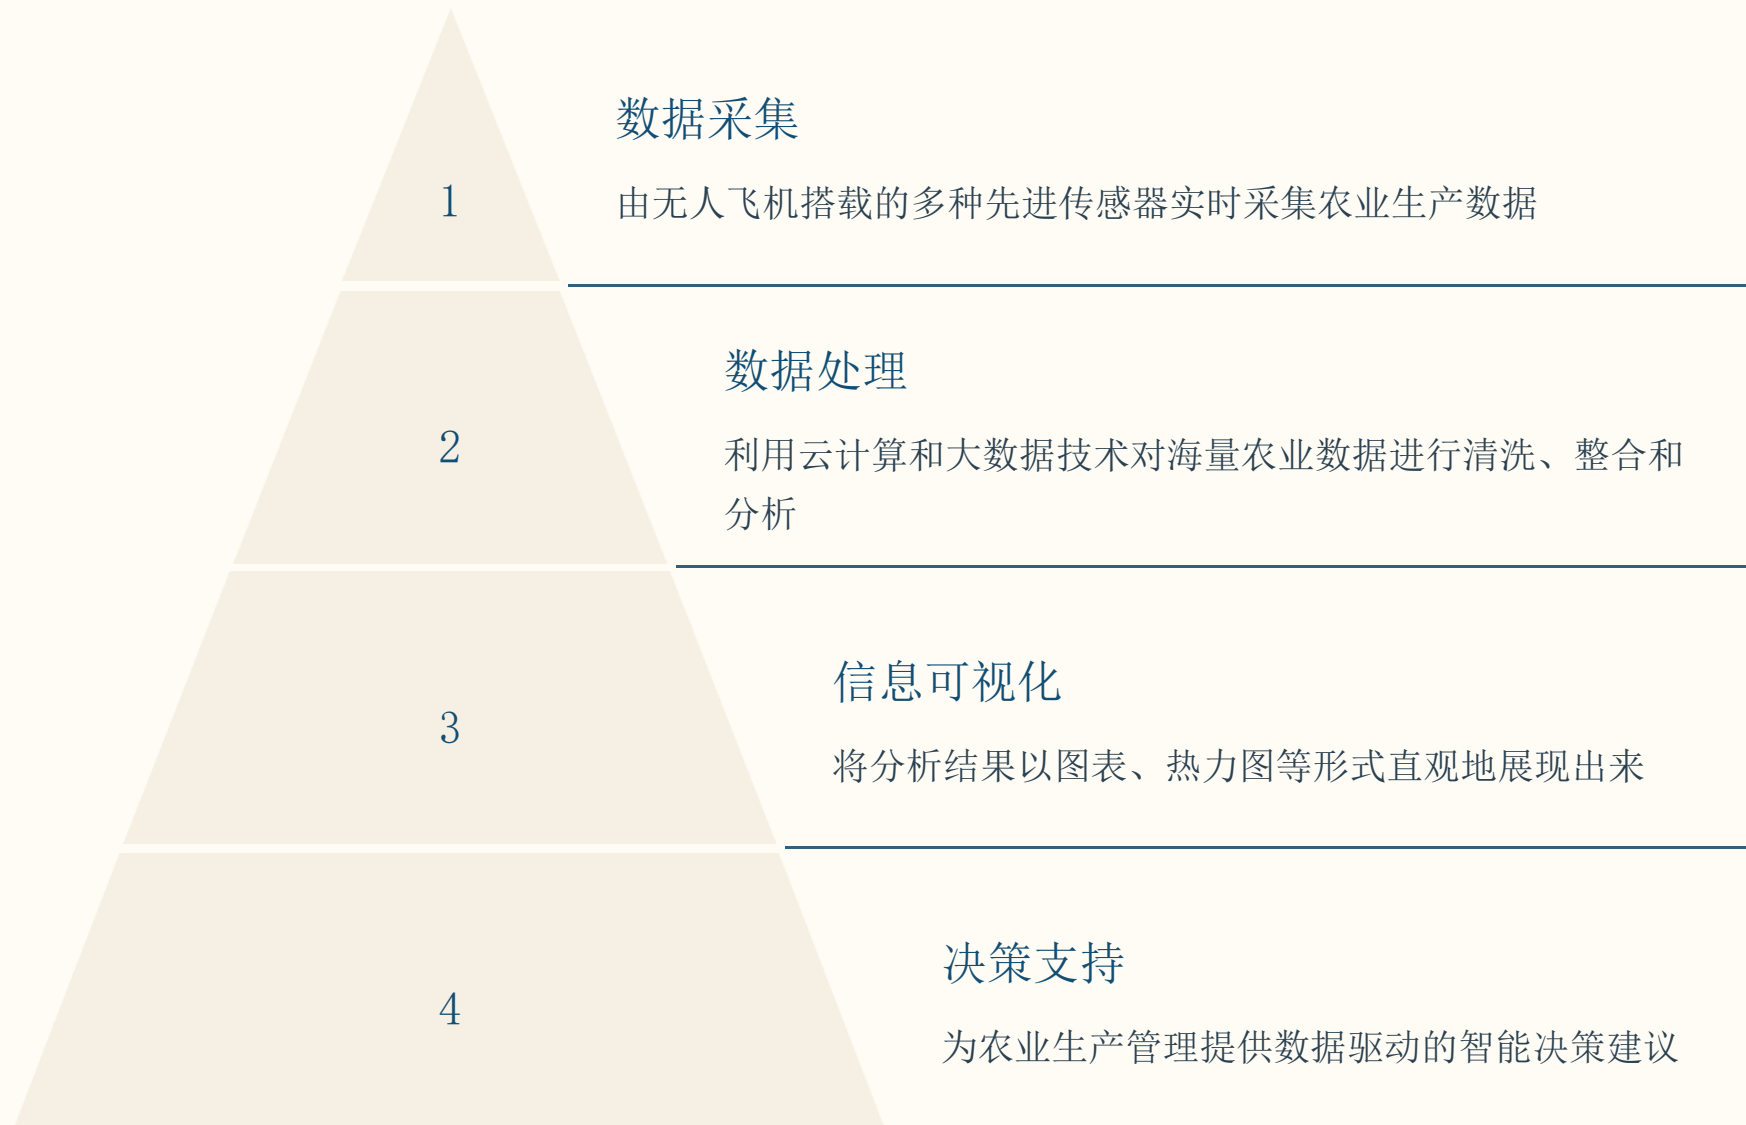 数据采集
1
由无人飞机搭载的多种先进传感器实时采集农业生产数据
数据处理
2
利用云计算和大数据技术对海量农业数据进行清洗、整合和
分析
信息可视化
3
将分析结果以图表、热力图等形式直观地展现出来
决策支持
4
为农业生产管理提供数据驱动的智能决策建议